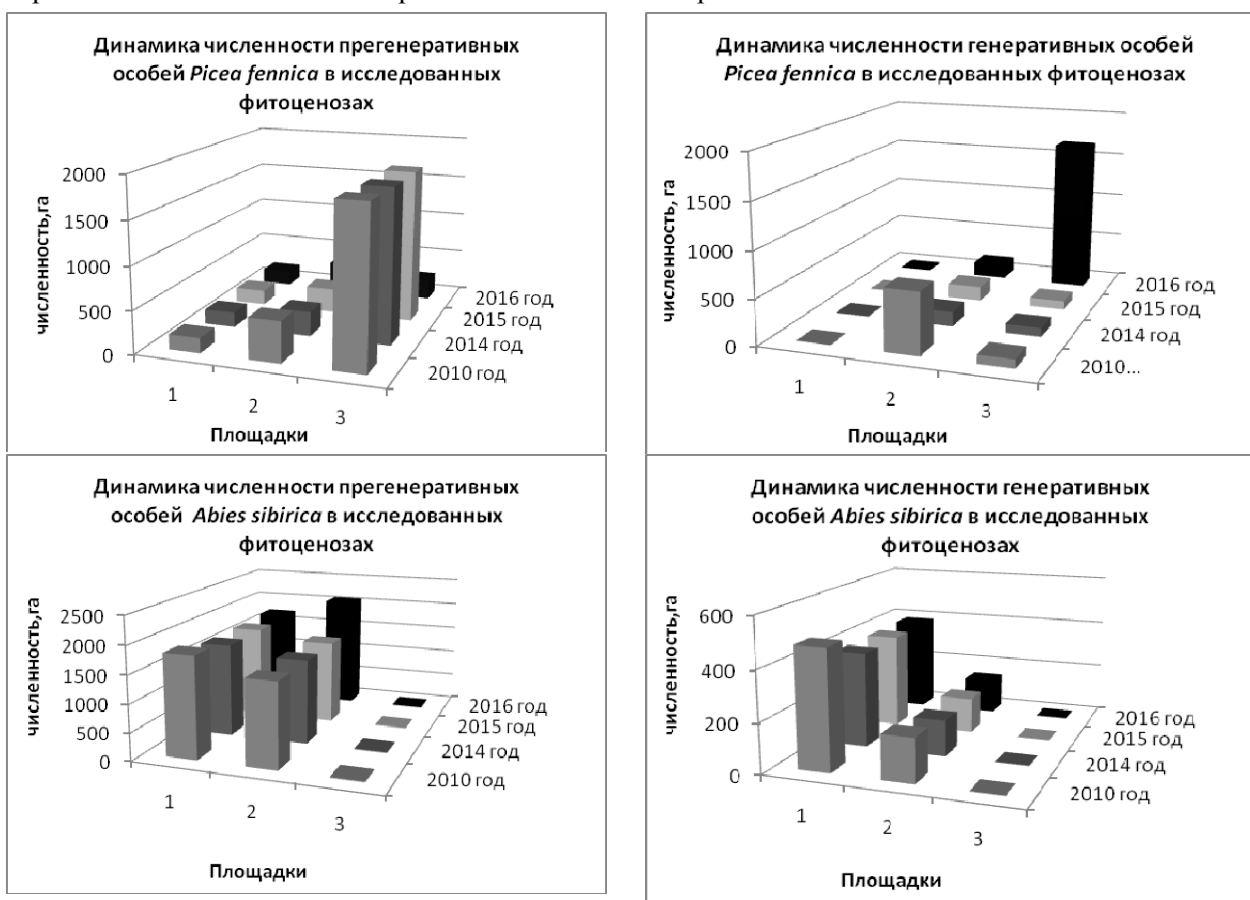 Динамика численности прегенеративных
особей Picea fennica в исследованных
фитоценозах
численность,га
2000
1500
1000
500
0
2016 год
2015 год
2014 год
2010 год
1
2
3
Площадки
Динамика численности генеративных особей
Picea fennica в исследованных фитоценозах
численность, га
2000
1500
1000
500
0
2016 год
2015 год
2014 год
2010...
1
2
3
Площадки
Динамика численности прегенеративных
особей Abies sibirica в исследованных
фитоценозах
численность,га
2500
2000
1500
1000
500
0
2016 год
2015 год
2014 год
2010 год
1
2
3
Площадки
Динамика численности генеративных
особей Abies sibirica в исследованных
фитоценозах
численность,га
600
400
200
0
2016 год
2015 год
2014 год
2010 год
1
2
3
Площадки